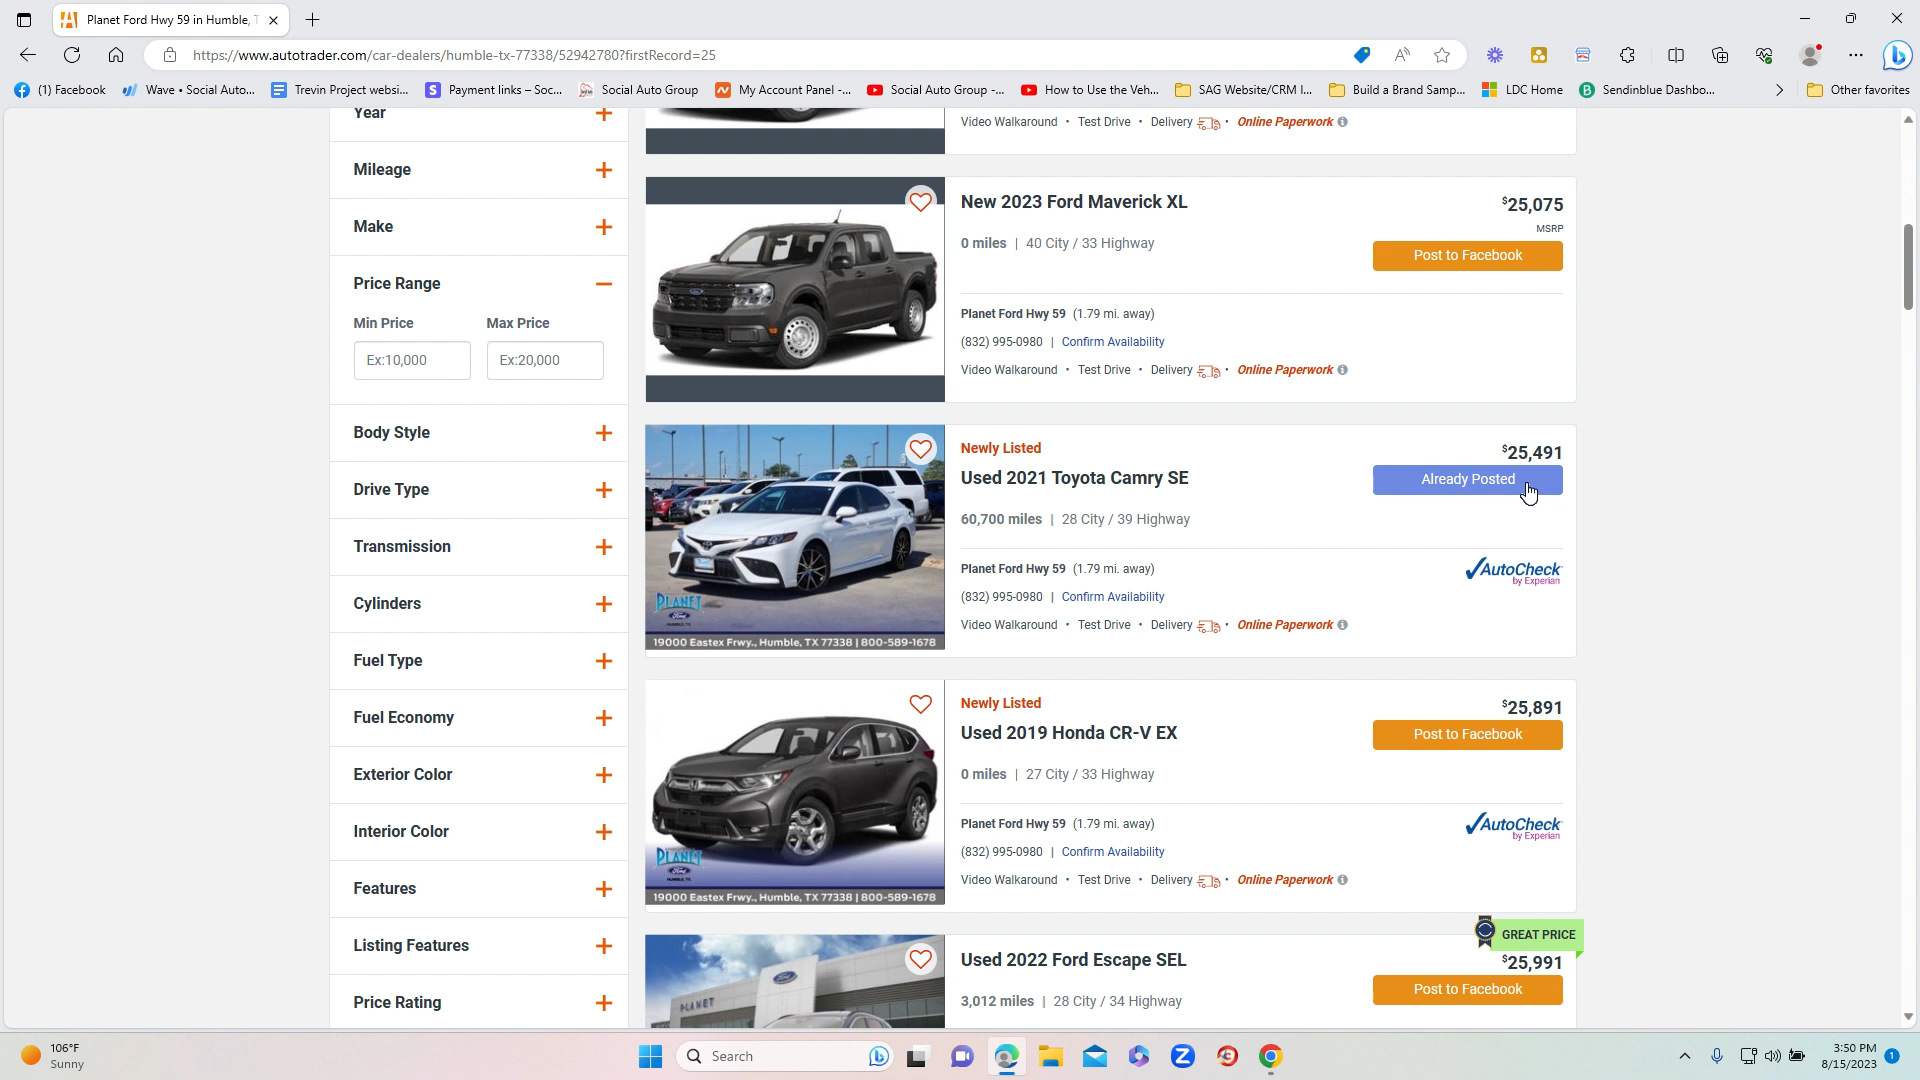 Planet Ford Hwy 59 in Humble, T
https://www.autotrader.com/car-dealers/humble-tx-77338/52942780?firstRecord=25
(1) Facebook
Wave • Social Auto...
Trevin Project websi...
Payment links – Soc...
Social Auto Group
My Account Panel -...
Social Auto Group -...
How to Use the Veh...
SAG Website/CRM I...
Build a Brand Samp...
LDC Home
Sendinblue Dashbo...
Other favorites
Year
Mileage
Make
Price Range
Min Price
Max Price
Ex:10,000
Ex:20,000
Body Style
Drive Type
Transmission
Cylinders
Fuel Type
Fuel Economy
Exterior Color
Interior Color
Features
Listing Features
Price Rating
Video Walkaround • Test Drive • Delivery • Online Paperwork
New 2023 Ford Maverick XL
$25,075
MSRP
0 miles | 40 City / 33 Highway
Post to Facebook
Planet Ford Hwy 59 (1.79 mi. away)
(832) 995-0980 | Confirm Availability
Video Walkaround • Test Drive • Delivery • Online Paperwork
Newly Listed
$25,491
Used 2021 Toyota Camry SE
Already Posted
60,700 miles | 28 City / 39 Highway
Planet Ford Hwy 59 (1.79 mi. away)
AutoCheck
by Experian
(832) 995-0980 | Confirm Availability
Video Walkaround • Test Drive • Delivery • Online Paperwork
PLANET
Ford
HUMBLE, TX
19000 Eastex Frwy., Humble, TX 77338 | 800-589-1678
Newly Listed
$25,891
Used 2019 Honda CR-V EX
Post to Facebook
0 miles | 27 City / 33 Highway
Planet Ford Hwy 59 (1.79 mi. away)
AutoCheck
by Experian
(832) 995-0980 | Confirm Availability
Video Walkaround • Test Drive • Delivery • Online Paperwork
PLANET
Ford
HUMBLE, TX
19000 Eastex Frwy., Humble, TX 77338 | 800-589-1678
GREAT PRICE
Used 2022 Ford Escape SEL
$25,991
3,012 miles | 28 City / 34 Highway
Post to Facebook
PLANET
Ford
106°F
Sunny
Search
3:50 PM
8/15/2023
1